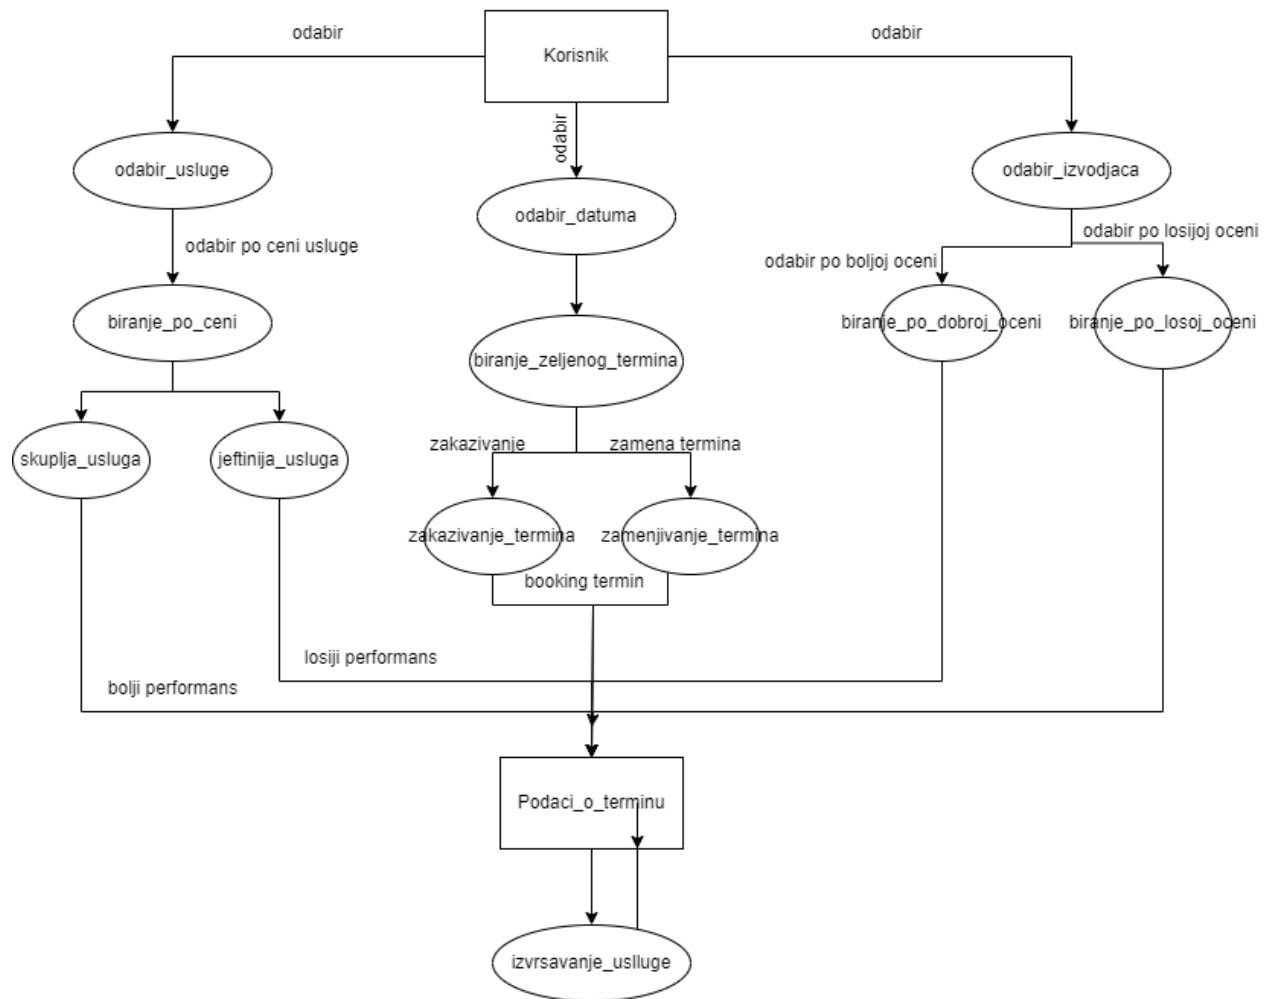 odabir
Korisnik
odabir
odabir
odabir_usluge
odabir_datuma
odabir_izvodjaca
odabir po ceni usluge
odabir po boljoj oceni
odabir po losijoj oceni
biranje_po_ceni
biranje_zeljenog_termina
biranje_po_dobroj_oceni
biranje_po_losoj_oceni
skuplja_usluga
jeftinija_usluga
zakazivanje
zamena termina
zakazivanje_termina
zamenjivanje_termina
booking termin
losiji performans
bolji performans
Podaci_o_terminu
izvrsavanje_uslluge